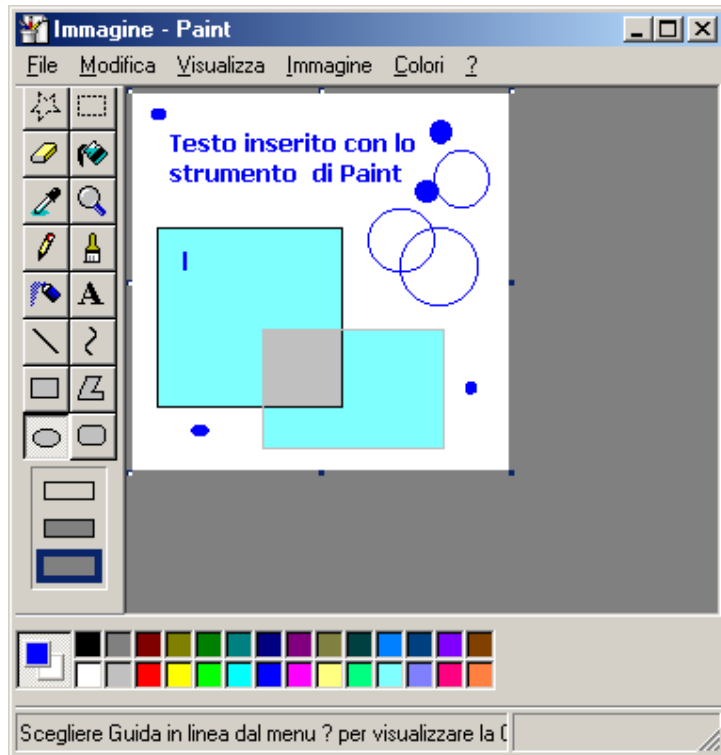 Immagine - Paint
File Modifica Visualizza Immagine Colori ?
Testo inserito con lo
strumento di Paint
I
A
Scegliere Guida in linea dal menu ? per visualizzare la